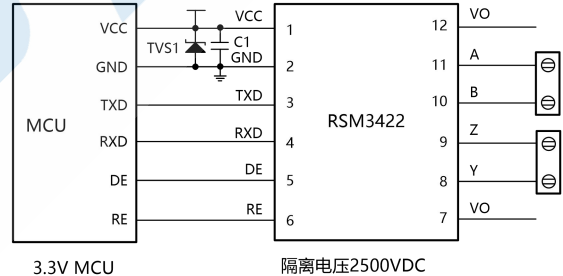 VCC VCC 1 12 VO
TVS1 C1
GND GND 2 11 A
TXD TXD 3 10 B
MCU RSM3422
RXD RXD 4 9 Z
DE DE 5 8 Y
RE RE 6 7 VO
3.3V MCU 隔离电压2500VDC